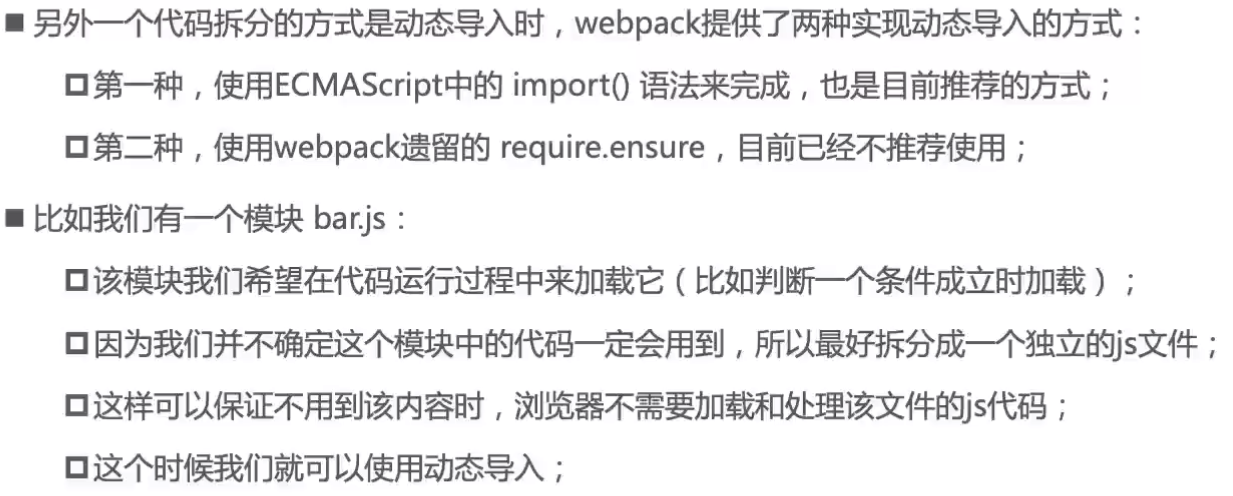 ■ 另外一个代码拆分的方式是动态导入时，webpack提供了两种实现动态导入的方式：
第一种，使用ECMAScript中的 import() 语法来完成，也是目前推荐的方式；
第二种，使用webpack遗留的 require.ensure，目前已经不推荐使用；
■ 比如我们有一个模块 bar.js：
该模块我们希望在代码运行过程中来加载它（比如判断一个条件成立时加载）；
因为我们并不确定这个模块中的代码一定会用到，所以最好拆分成一个独立的js文件；
这样可以保证不用到该内容时，浏览器不需要加载和处理该文件的js代码；
这个时候我们就可以使用动态导入；